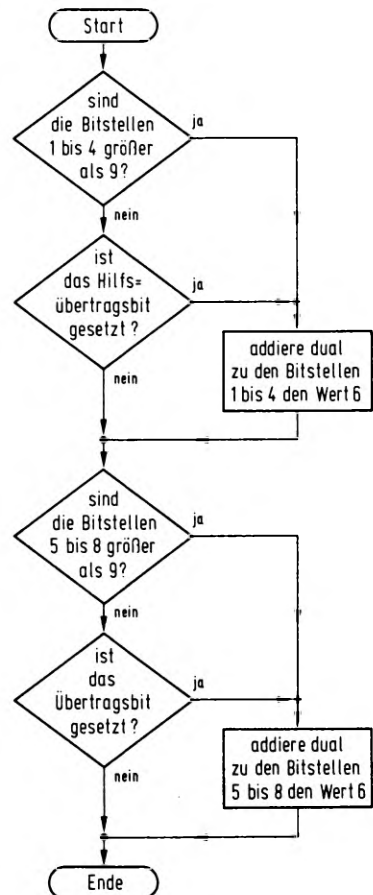 Start
sind
die Bitstellen
1 bis 4 größer
als 9?
ja
nein
ist
das Hilfs=
übertragsbit
gesetzt?
ja
nein
addiere dual
zu den Bitstellen
1 bis 4 den Wert 6
sind
die Bitstellen
5 bis 8 größer
als 9?
ja
nein
ist
das
Übertragsbit
gesetzt?
ja
nein
addiere dual
zu den Bitstellen
5 bis 8 den Wert 6
Ende